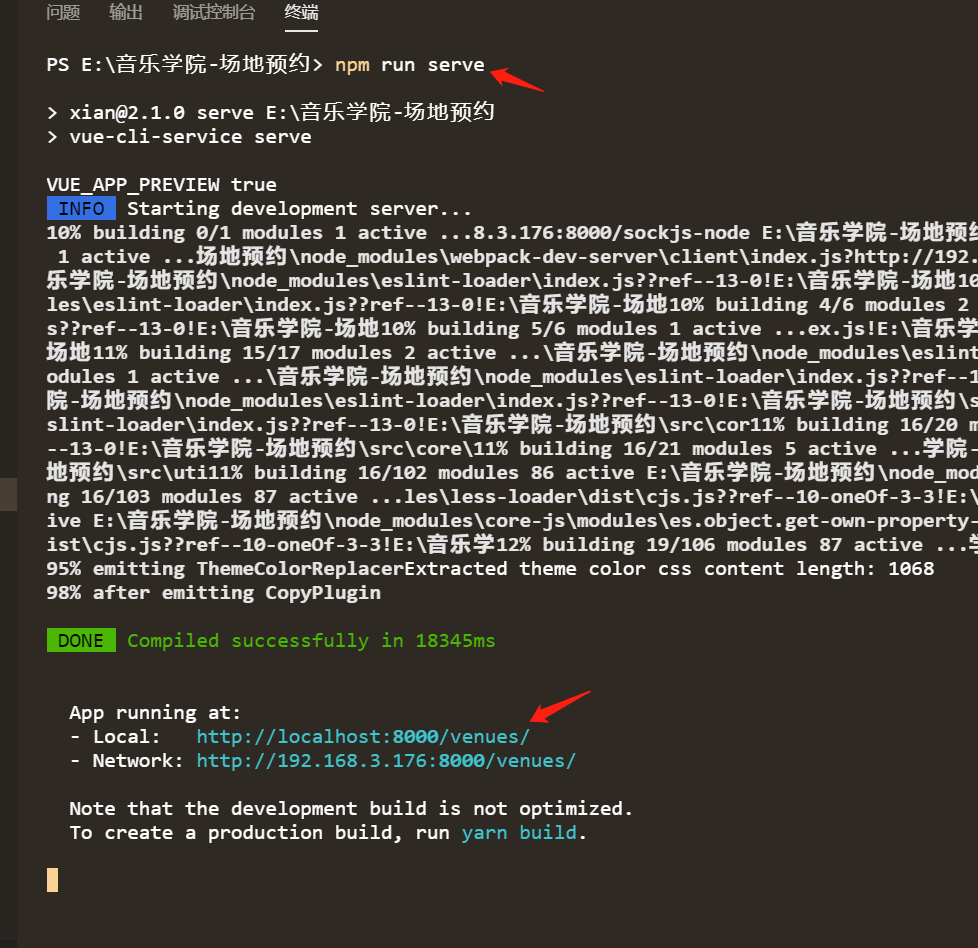 问题 输出 调试控制台 终端
PS E:\音乐学院-场地预约> npm run serve
> xian@2.1.0 serve E:\音乐学院-场地预约
> vue-cli-service serve
VUE_APP_PREVIEW true
INFO Starting development server...
10% building 0/1 modules 1 active ...8.3.176:8000/sockjs-node E:\音乐学院-场地预约
1 active ...场地预约\node_modules\webpack-dev-server\client\index.js?http://192.
乐学院-场地预约\node_modules\eslint-loader\index.js??ref--13-0!E:\音乐学院-场地10
les\eslint-loader\index.js??ref--13-0!E:\音乐学院-场地10% building 4/6 modules 2
s??ref--13-0!E:\音乐学院-场地10% building 5/6 modules 1 active ...ex.js!E:\音乐学
场地11% building 15/17 modules 2 active ...\音乐学院-场地预约\node_modules\eslint
odules 1 active ...\音乐学院-场地预约\node_modules\eslint-loader\index.js??ref--1
院-场地预约\node_modules\eslint-loader\index.js??ref--13-0!E:\音乐学院-场地预约\s
slint-loader\index.js??ref--13-0!E:\音乐学院-场地预约\src\cor11% building 16/20 m
--13-0!E:\音乐学院-场地预约\src\core\11% building 16/21 modules 5 active ...学院-
地预约\src\uti11% building 16/102 modules 86 active E:\音乐学院-场地预约\node_mod
ng 16/103 modules 87 active ...les\less-loader\dist\cjs.js??ref--10-oneOf-3-3!E:\
ive E:\音乐学院-场地预约\node_modules\core-js\modules\es.object.get-own-property-
ist\cjs.js??ref--10-oneOf-3-3!E:\音乐学12% building 19/106 modules 87 active ...学
95% emitting ThemeColorReplacerExtracted theme color css content length: 1068
98% after emitting CopyPlugin
DONE Compiled successfully in 18345ms
App running at:
- Local: http://localhost:8000/venues/
- Network: http://192.168.3.176:8000/venues/
Note that the development build is not optimized.
To create a production build, run yarn build.